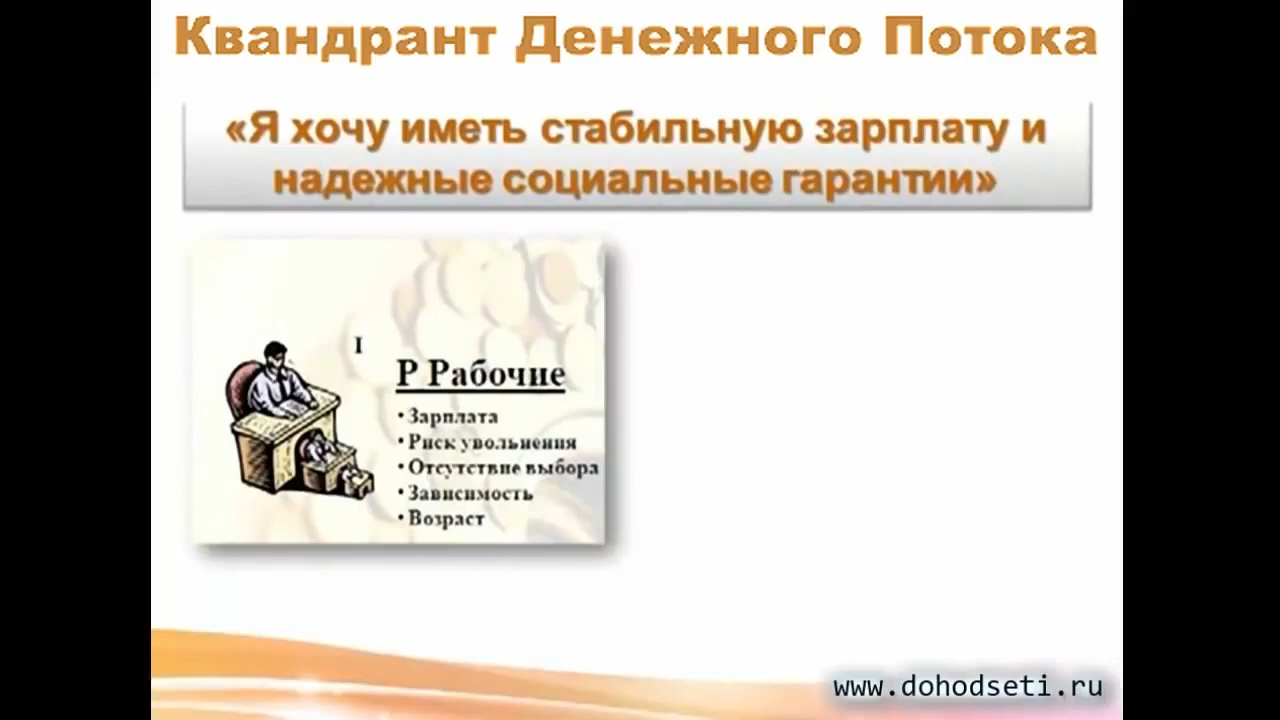 Квандрант Денежного Потока
«Я хочу иметь стабильную зарплату и
надежные социальные гарантии»
I
Р Рабочие
• Зарплата
• Риск увольнения
• Отсутствие выбора
• Зависимость
• Возраст
www.dohodseti.ru